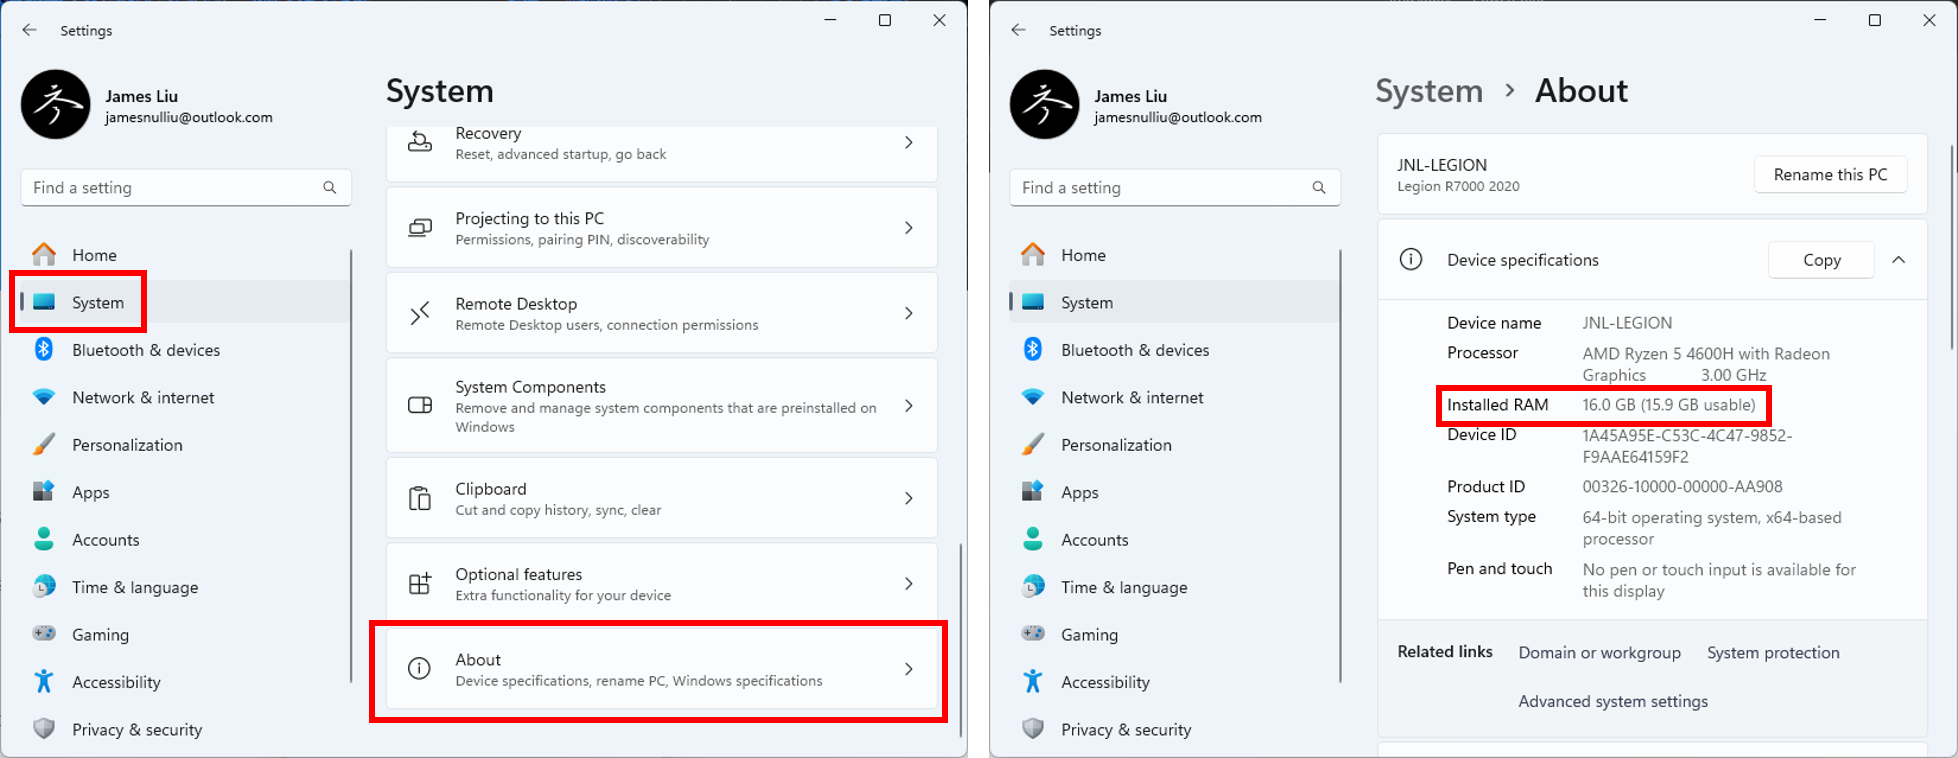 Settings
James Liu
jamesnulliu@outlook.com
Find a setting
Home
System
Bluetooth & devices
Network & internet
Personalization
Apps
Accounts
Time & language
Gaming
Accessibility
Privacy & security
System
Recovery
Reset, advanced startup, go back
Projecting to this PC
Permissions, pairing PIN, discoverability
Remote Desktop
Remote Desktop users, connection permissions
System Components
Remove and manage system components that are preinstalled on
Windows
Clipboard
Cut and copy history, sync, clear
Optional features
Extra functionality for your device
About
Device specifications, rename PC, Windows specifications
Settings
James Liu
jamesnulliu@outlook.com
Find a setting
Home
System
Bluetooth & devices
Network & internet
Personalization
Apps
Accounts
Time & language
Gaming
Accessibility
Privacy & security
System > About
JNL-LEGION
Legion R7000 2020
Rename this PC
Device specifications
Copy
Device name JNL-LEGION
Processor AMD Ryzen 5 4600H with Radeon
Graphics 3.00 GHz
Installed RAM 16.0 GB (15.9 GB usable)
Device ID 1A45A95E-C53C-4C47-9852-
F9AAE64159F2
Product ID 00326-10000-00000-AA908
System type 64-bit operating system, x64-based
processor
Pen and touch No pen or touch input is available for
this display
Related links Domain or workgroup System protection
Advanced system settings